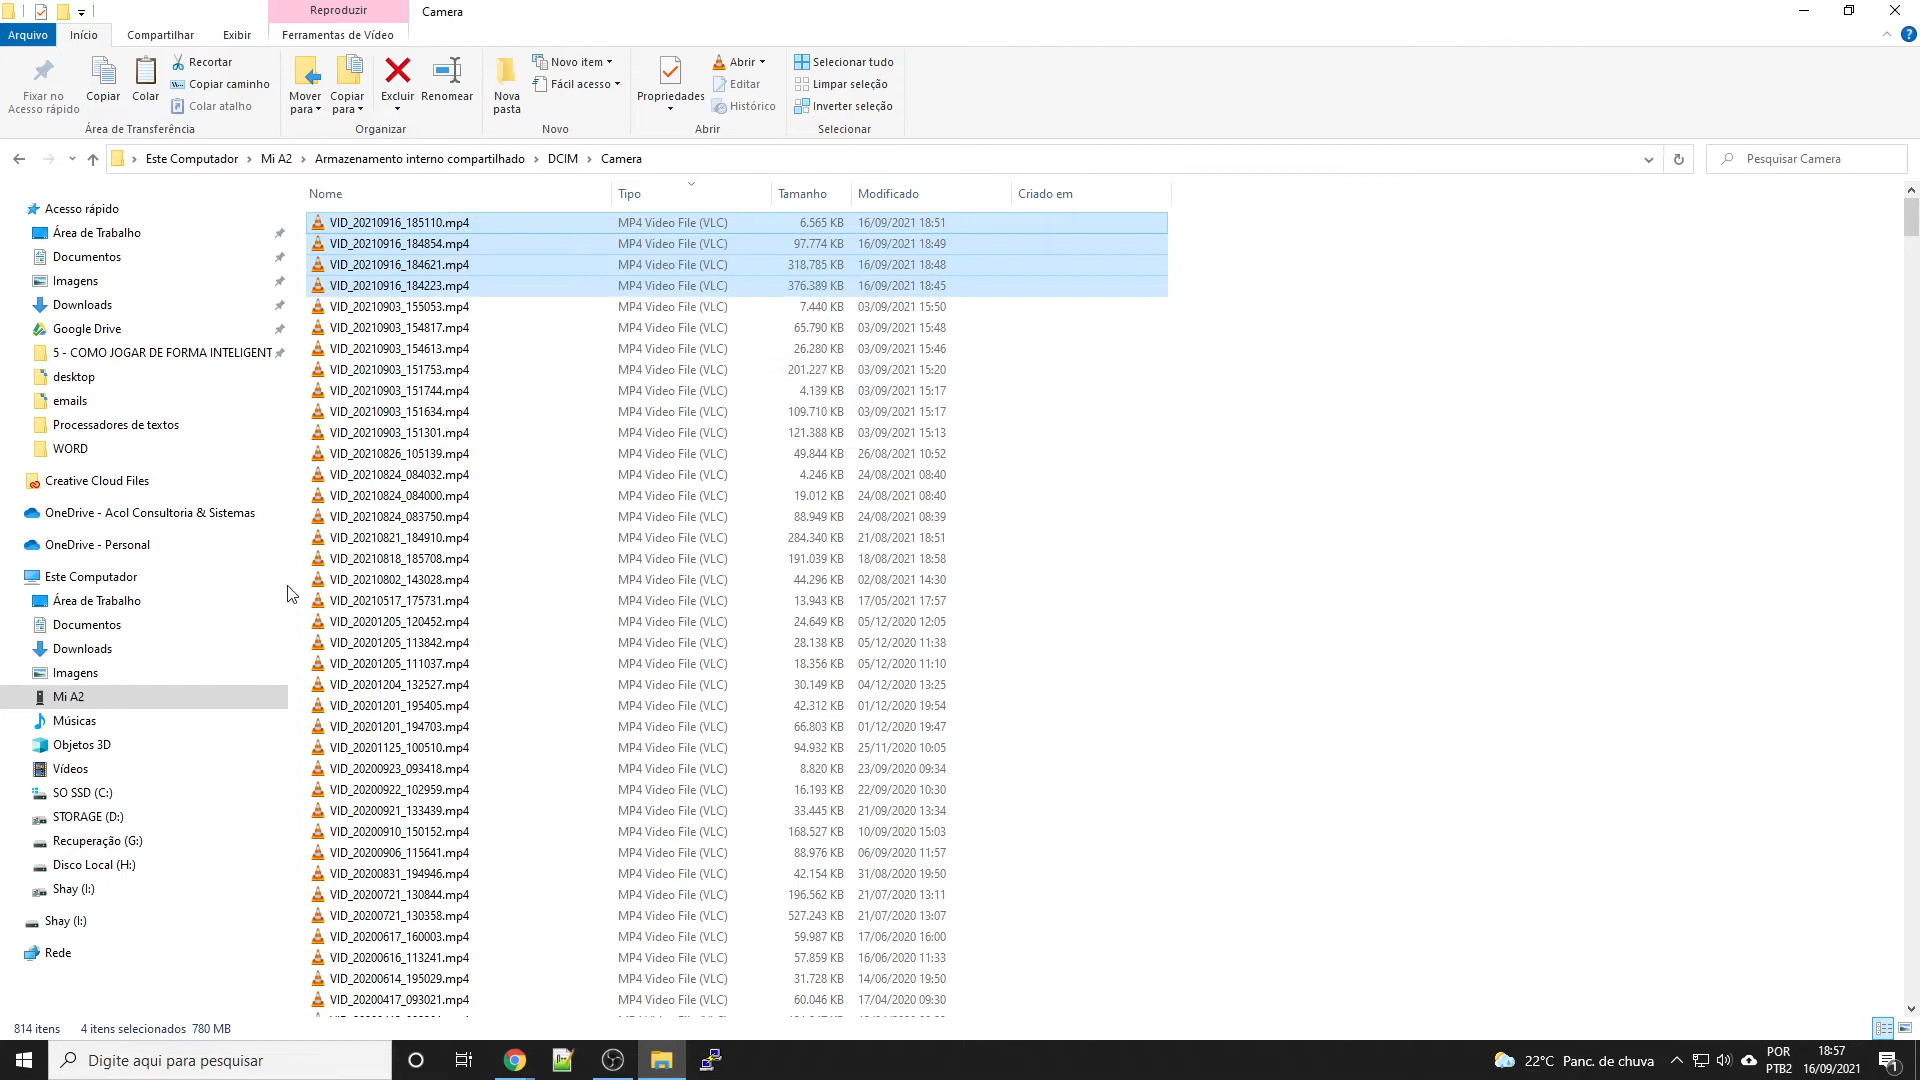 Reproduzir
Camera
Arquivo
Início
Compartilhar
Exibir
Ferramentas de Vídeo
Fixar no
Acesso rápido
Copiar
Colar
Recortar
Copiar caminho
Colar atalho
Área de Transferência
Mover
para
Copiar
para
Excluir
Renomear
Organizar
Nova
pasta
Novo item
Fácil acesso
Novo
Propriedades
Abrir
Editar
Histórico
Abrir
Selecionar tudo
Limpar seleção
Inverter seleção
Selecionar
Este Computador > Mi A2 > Armazenamento interno compartilhado > DCIM > Camera
Pesquisar Camera
Acesso rápido
Área de Trabalho
Documentos
Imagens
Downloads
Google Drive
5 - COMO JOGAR DE FORMA INTELIGENT
desktop
emails
Processadores de textos
WORD
Creative Cloud Files
OneDrive - Acol Consultoria & Sistemas
OneDrive - Personal
Este Computador
Área de Trabalho
Documentos
Downloads
Imagens
Mi A2
Músicas
Objetos 3D
Vídeos
SO SSD (C:)
STORAGE (D:)
Recuperação (G:)
Disco Local (H:)
Shay (I:)
Shay (I:)
Rede
Nome Tipo Tamanho Modificado Criado em
VID_20210916_185110.mp4 MP4 Video File (VLC) 6.565 KB 16/09/2021 18:51
VID_20210916_184854.mp4 MP4 Video File (VLC) 97.774 KB 16/09/2021 18:49
VID_20210916_184621.mp4 MP4 Video File (VLC) 318.785 KB 16/09/2021 18:48
VID_20210916_184223.mp4 MP4 Video File (VLC) 376.389 KB 16/09/2021 18:45
VID_20210903_155053.mp4 MP4 Video File (VLC) 7.440 KB 03/09/2021 15:50
VID_20210903_154817.mp4 MP4 Video File (VLC) 65.790 KB 03/09/2021 15:48
VID_20210903_154613.mp4 MP4 Video File (VLC) 26.280 KB 03/09/2021 15:46
VID_20210903_151753.mp4 MP4 Video File (VLC) 201.227 KB 03/09/2021 15:20
VID_20210903_151744.mp4 MP4 Video File (VLC) 4.139 KB 03/09/2021 15:17
VID_20210903_151634.mp4 MP4 Video File (VLC) 109.710 KB 03/09/2021 15:17
VID_20210903_151301.mp4 MP4 Video File (VLC) 121.388 KB 03/09/2021 15:13
VID_20210826_105139.mp4 MP4 Video File (VLC) 49.844 KB 26/08/2021 10:52
VID_20210824_084032.mp4 MP4 Video File (VLC) 4.246 KB 24/08/2021 08:40
VID_20210824_084000.mp4 MP4 Video File (VLC) 19.012 KB 24/08/2021 08:40
VID_20210824_083750.mp4 MP4 Video File (VLC) 88.949 KB 24/08/2021 08:39
VID_20210821_184910.mp4 MP4 Video File (VLC) 284.340 KB 21/08/2021 18:51
VID_20210818_185708.mp4 MP4 Video File (VLC) 191.039 KB 18/08/2021 18:58
VID_20210802_143028.mp4 MP4 Video File (VLC) 44.296 KB 02/08/2021 14:30
VID_20210517_175731.mp4 MP4 Video File (VLC) 13.943 KB 17/05/2021 17:57
VID_20201205_120452.mp4 MP4 Video File (VLC) 24.649 KB 05/12/2020 12:05
VID_20201205_113842.mp4 MP4 Video File (VLC) 28.138 KB 05/12/2020 11:38
VID_20201205_111037.mp4 MP4 Video File (VLC) 18.356 KB 05/12/2020 11:10
VID_20201204_132527.mp4 MP4 Video File (VLC) 30.149 KB 04/12/2020 13:25
VID_20201201_195405.mp4 MP4 Video File (VLC) 42.312 KB 01/12/2020 19:54
VID_20201201_194703.mp4 MP4 Video File (VLC) 66.803 KB 01/12/2020 19:47
VID_20201125_100510.mp4 MP4 Video File (VLC) 94.932 KB 25/11/2020 10:05
VID_20200923_093418.mp4 MP4 Video File (VLC) 8.820 KB 23/09/2020 09:34
VID_20200922_102959.mp4 MP4 Video File (VLC) 16.193 KB 22/09/2020 10:30
VID_20200921_133439.mp4 MP4 Video File (VLC) 33.445 KB 21/09/2020 13:34
VID_20200910_150152.mp4 MP4 Video File (VLC) 168.527 KB 10/09/2020 15:03
VID_20200906_115641.mp4 MP4 Video File (VLC) 88.976 KB 06/09/2020 11:57
VID_20200831_194946.mp4 MP4 Video File (VLC) 42.154 KB 31/08/2020 19:50
VID_20200721_130844.mp4 MP4 Video File (VLC) 196.562 KB 21/07/2020 13:11
VID_20200721_130358.mp4 MP4 Video File (VLC) 527.243 KB 21/07/2020 13:07
VID_20200617_160003.mp4 MP4 Video File (VLC) 59.987 KB 17/06/2020 16:00
VID_20200616_113241.mp4 MP4 Video File (VLC) 57.859 KB 16/06/2020 11:33
VID_20200614_195029.mp4 MP4 Video File (VLC) 31.728 KB 14/06/2020 19:50
VID_20200417_093021.mp4 MP4 Video File (VLC) 60.046 KB 17/04/2020 09:30
814 itens 4 itens selecionados 780 MB
Digite aqui para pesquisar
22°C Panc. de chuva
POR
PTB2
18:57
16/09/2021
1